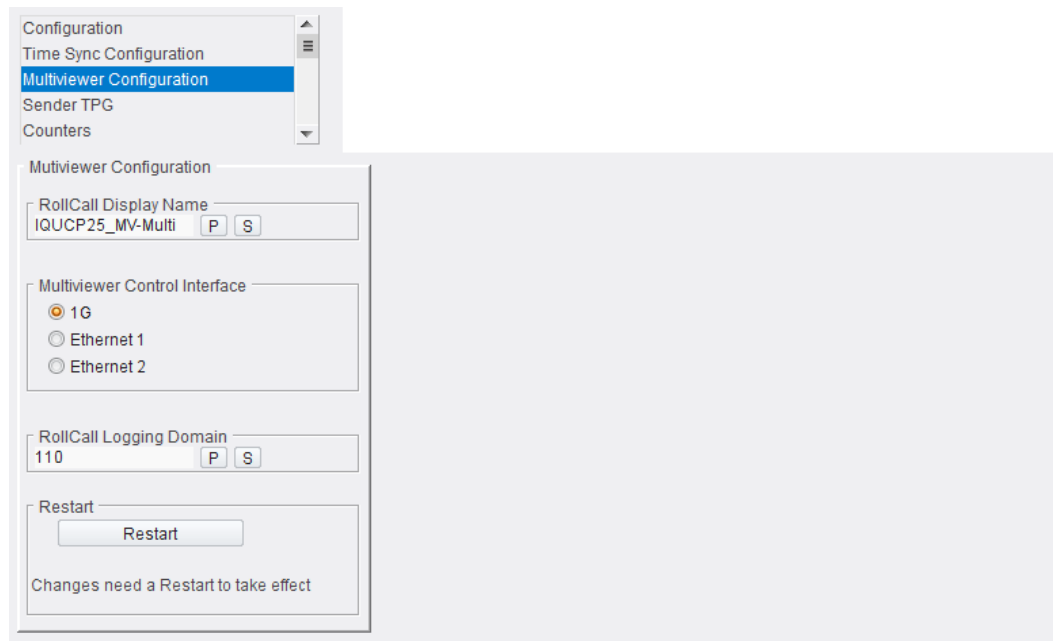 Configuration
Time Sync Configuration
Multiviewer Configuration
Sender TPG
Counters
Mutiviewer Configuration
RollCall Display Name
IQUCP25_MV-Multi P S
Multiviewer Control Interface
1G
Ethernet 1
Ethernet 2
RollCall Logging Domain
110 P S
Restart
Restart
Changes need a Restart to take effect